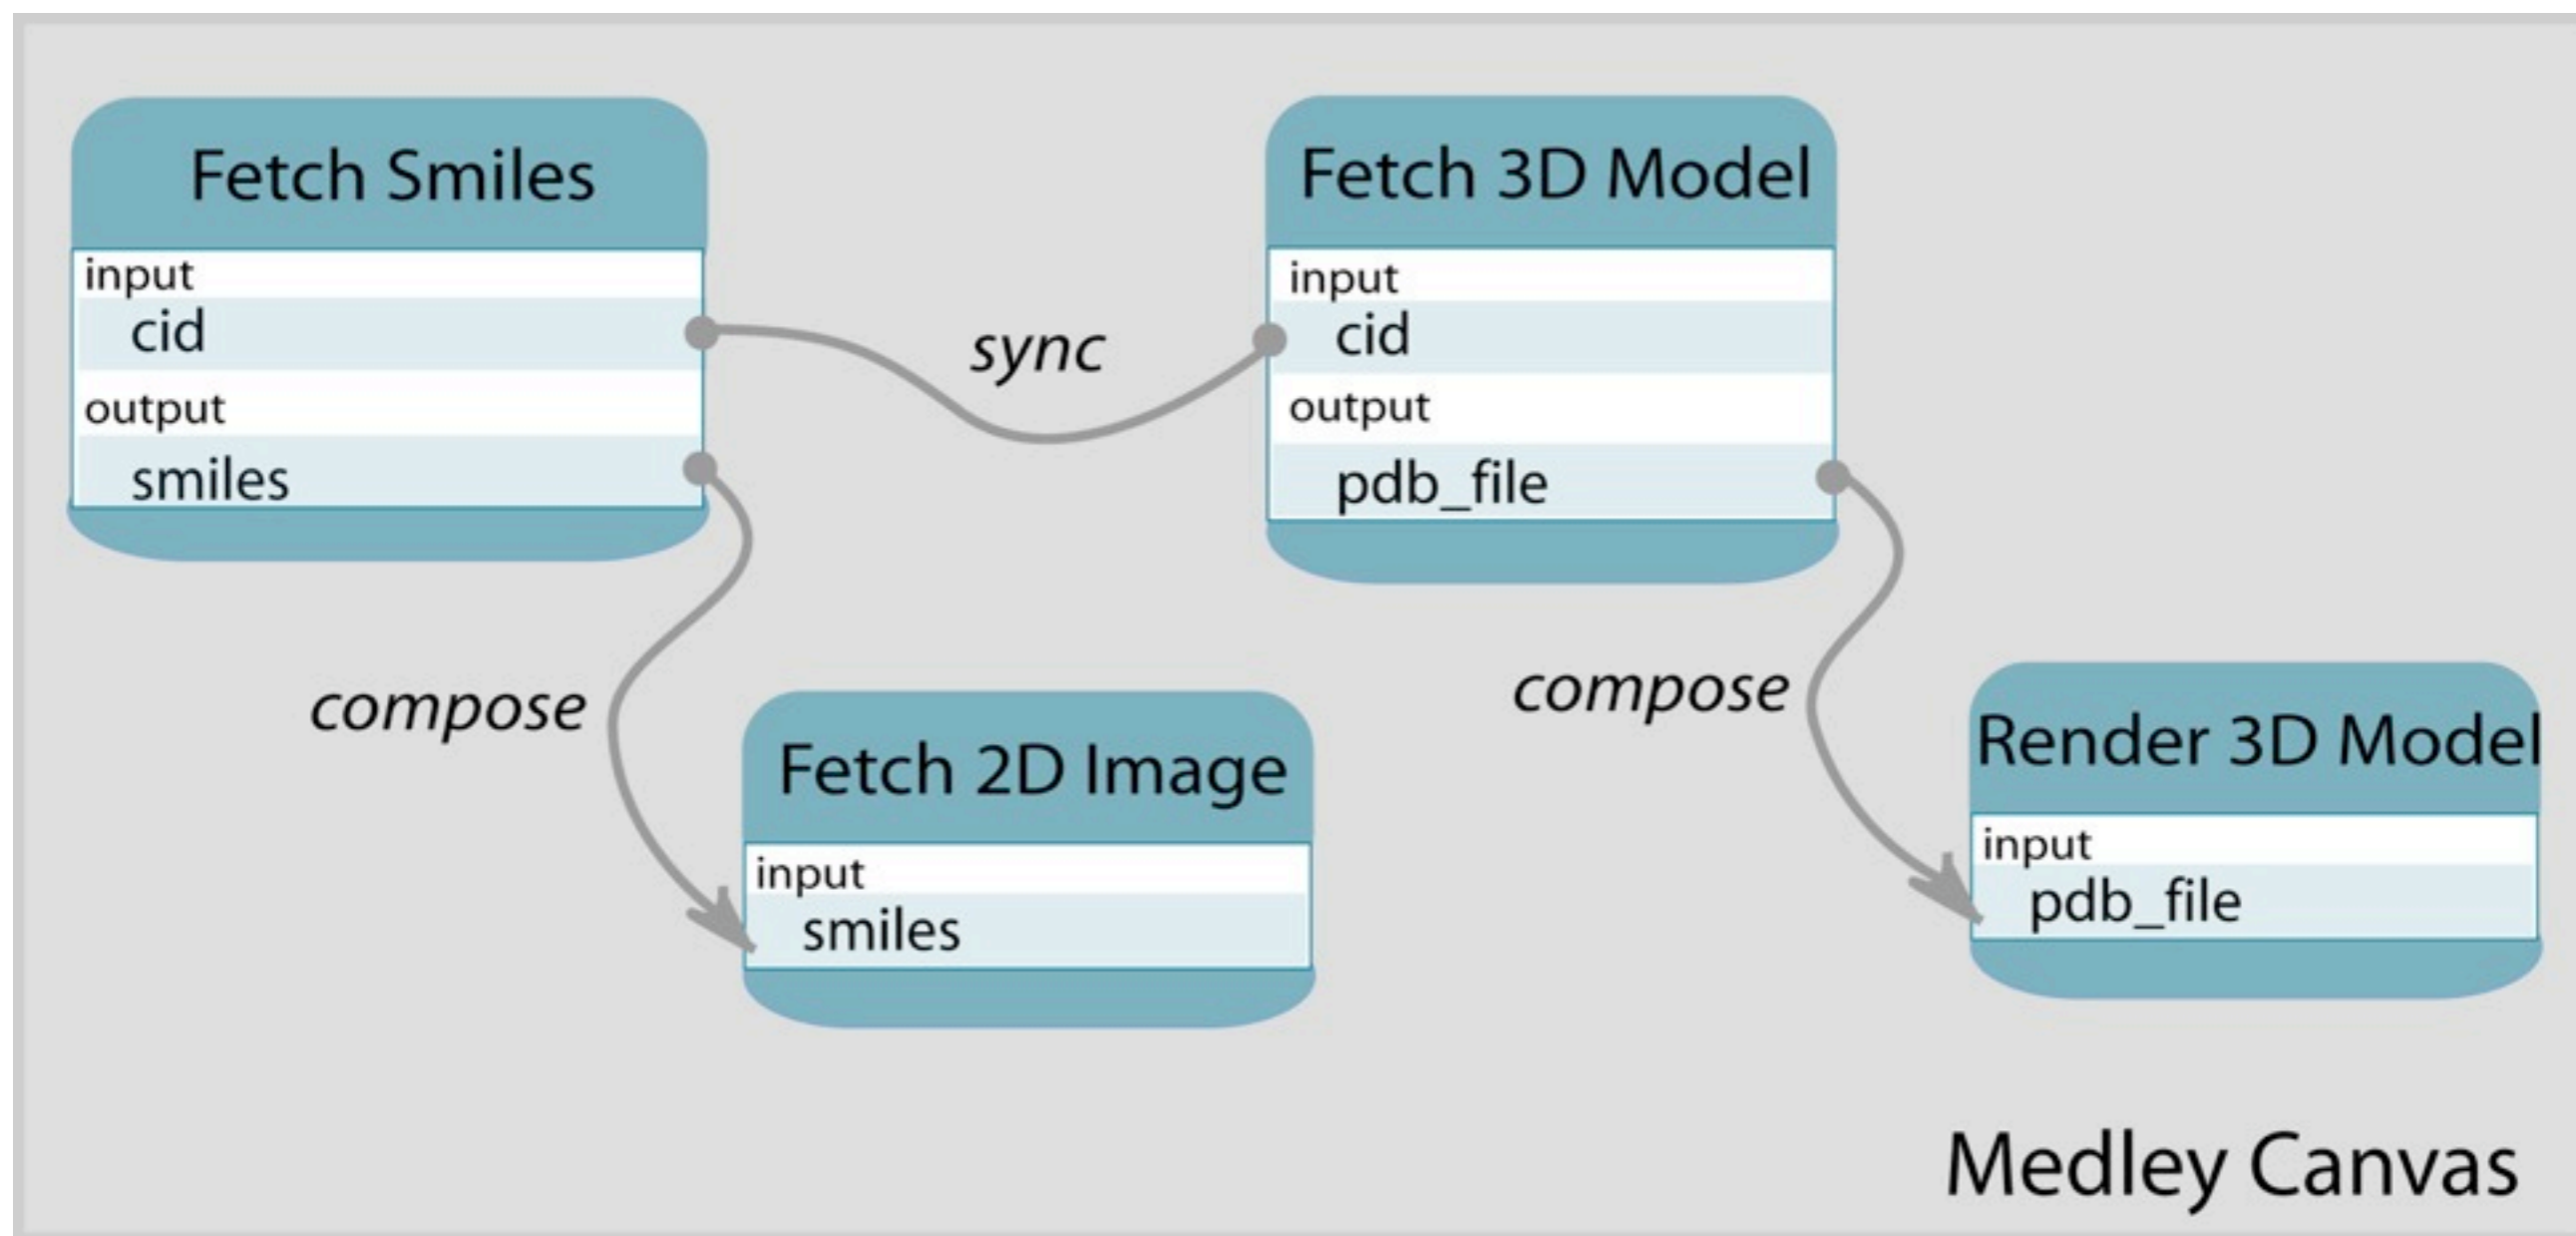 Fetch Smiles
input
cid
output
smiles
sync
Fetch 3D Model
input
cid
output
pdb_file
compose
Fetch 2D Image
input
smiles
compose
Render 3D Model
input
pdb_file
Medley Canvas